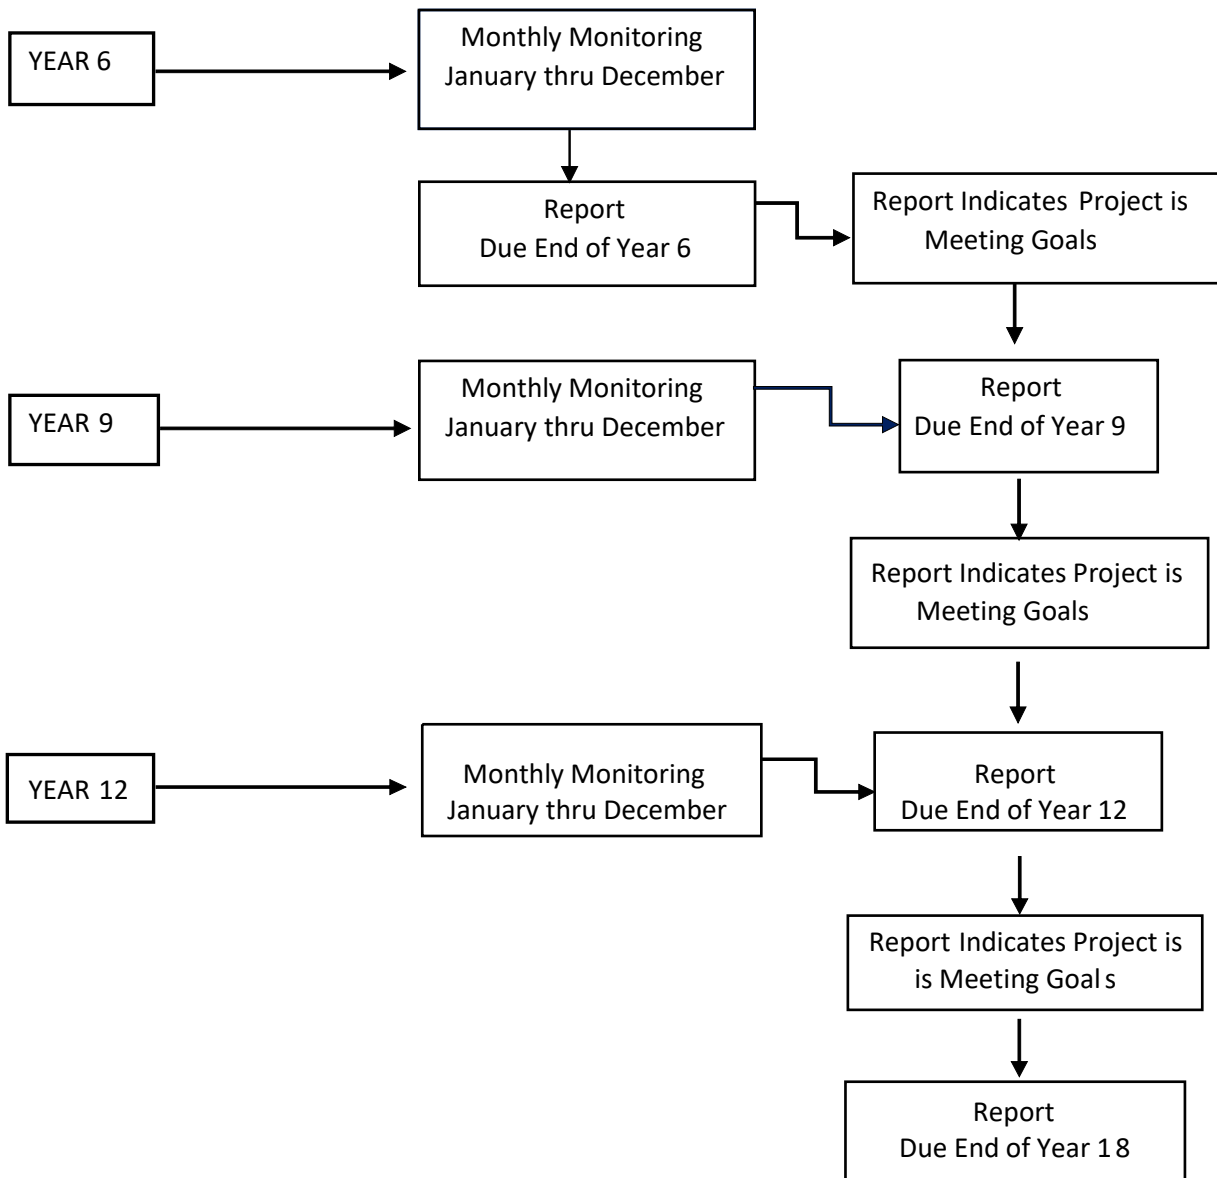 YEAR 6
Monthly Monitoring
January thru December
Report
Due End of Year 6
Report Indicates Project is
Meeting Goals
YEAR 9
Monthly Monitoring
January thru December
Report
Due End of Year 9
Report Indicates Project is
Meeting Goals
YEAR 12
Monthly Monitoring
January thru December
Report
Due End of Year 12
Report Indicates Project is
is Meeting Goals
Report
Due End of Year 18